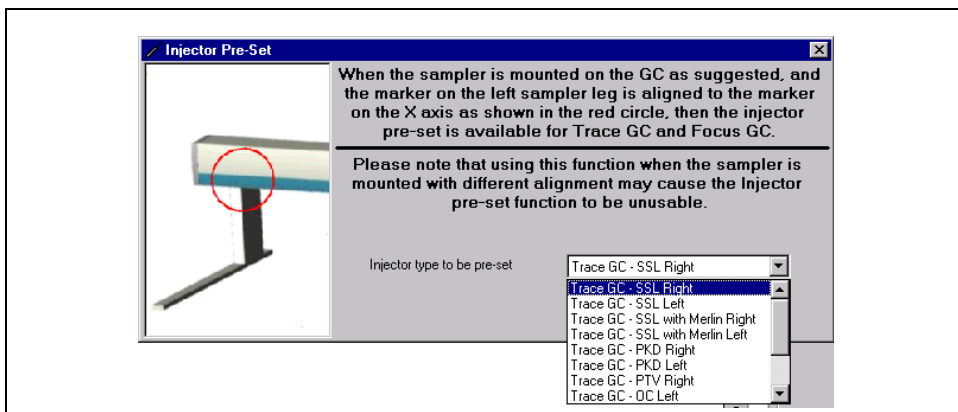 Injector Pre-Set
When the sampler is mounted on the GC as suggested, and
the marker on the left sampler leg is aligned to the marker
on the X axis as shown in the red circle, then the injector
pre-set is available for Trace GC and Focus GC.
Please note that using this function when the sampler is
mounted with different alignment may cause the Injector
pre-set function to be unusable.
Injector type to be pre-set
Trace GC - SSL Right
Trace GC - SSL Right
Trace GC - SSL Left
Trace GC - SSL with Merlin Right
Trace GC - SSL with Merlin Left
Trace GC - PKD Right
Trace GC - PKD Left
Trace GC - PTV Right
Trace GC - OC Left